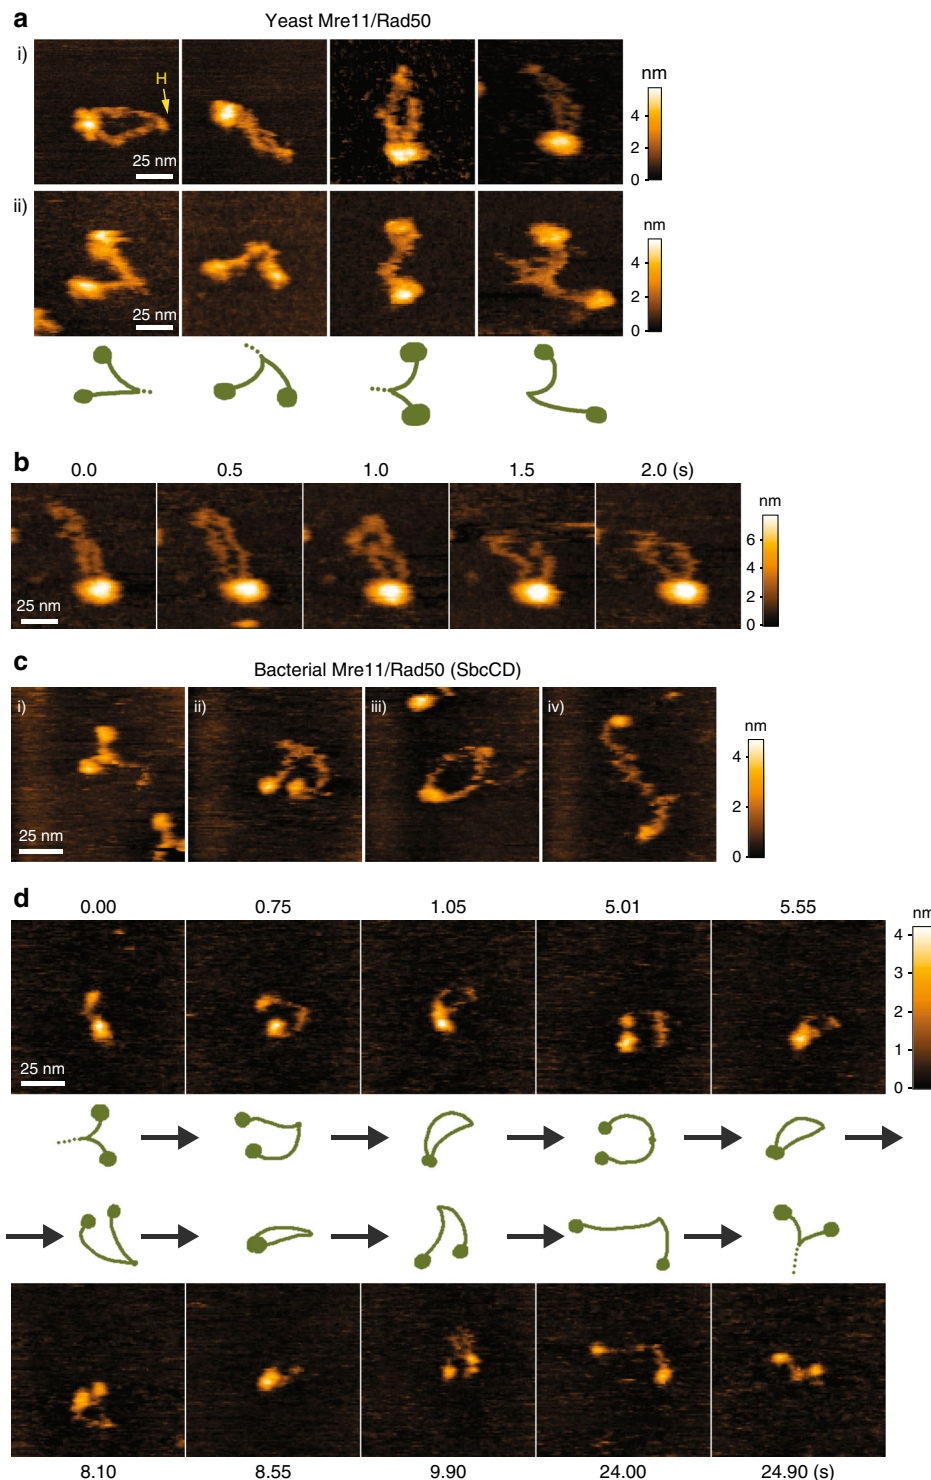 a
Yeast Mre11/Rad50
i)
H
25 nm
nm
4
2
0
ii)
25 nm
nm
4
2
0
b
0.0 0.5 1.0 1.5 2.0 (s)
25 nm
nm
6
4
2
0
c
Bacterial Mre11/Rad50 (SbcCD)
i) ii) iii) iv)
25 nm
nm
4
2
0
d
0.00 0.75 1.05 5.01 5.55
25 nm
nm
4
3
2
1
0
8.10 8.55 9.90 24.00 24.90 (s)